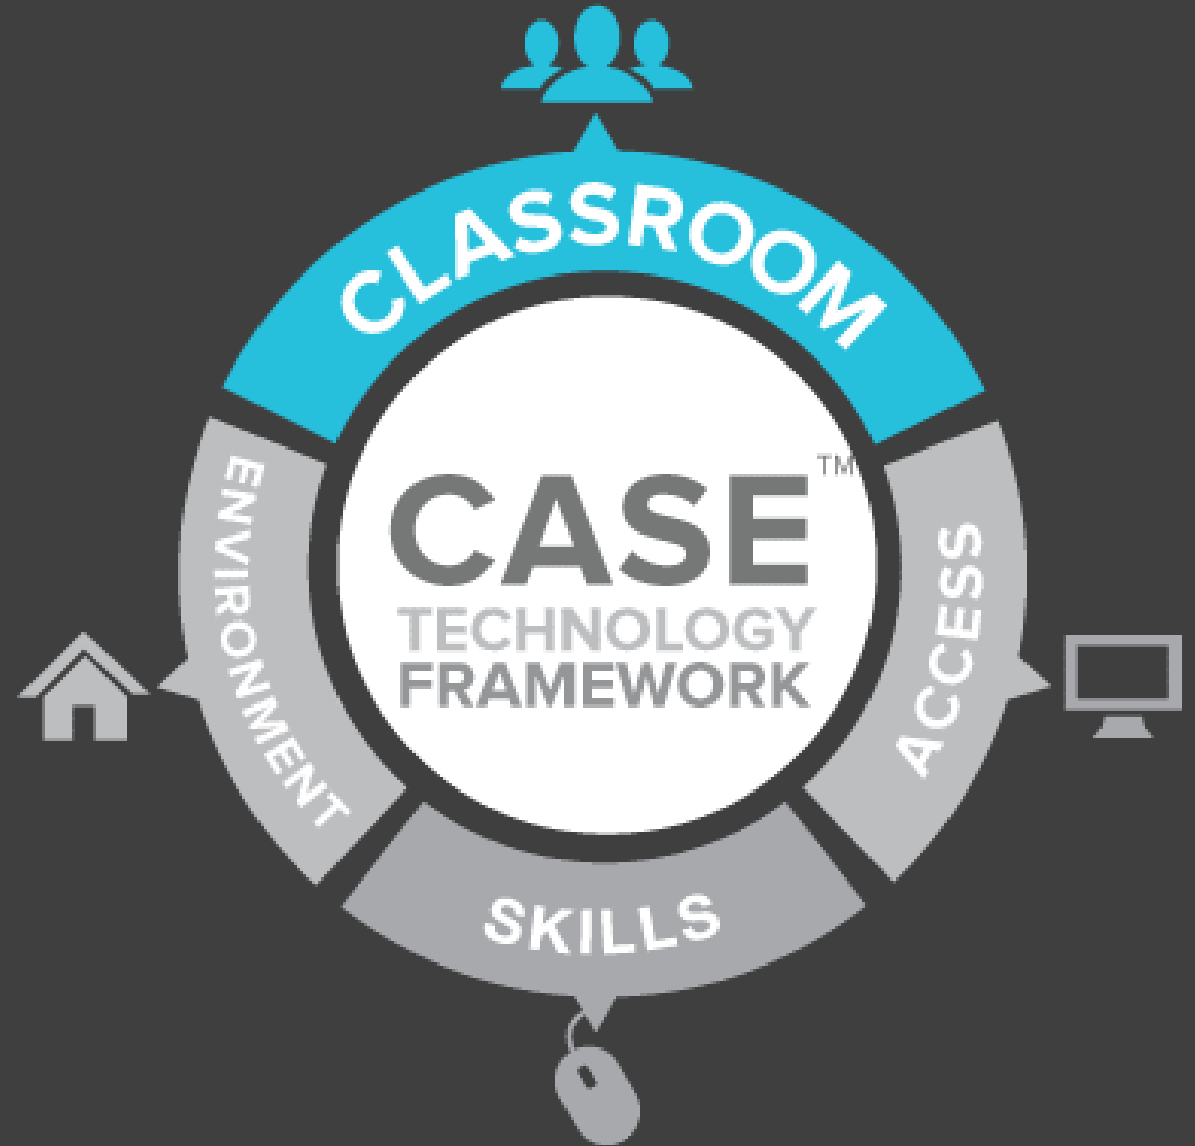 CLASSROOM
ENVIRONMENT
CASE™
TECHNOLOGY
FRAMEWORK
ACCESS
SKILLS